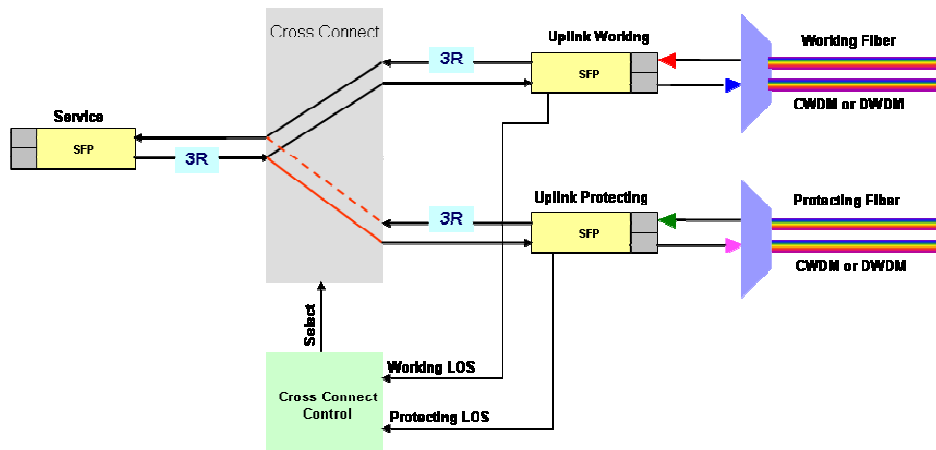 Cross Connect
Uplink Working
Working Fiber
3R
SFP
CWDM or DWDM
Service
SFP
3R
Uplink Protecting
Protecting Fiber
3R
SFP
CWDM or DWDM
Select
Working LOS
Cross Connect
Control
Protecting LOS